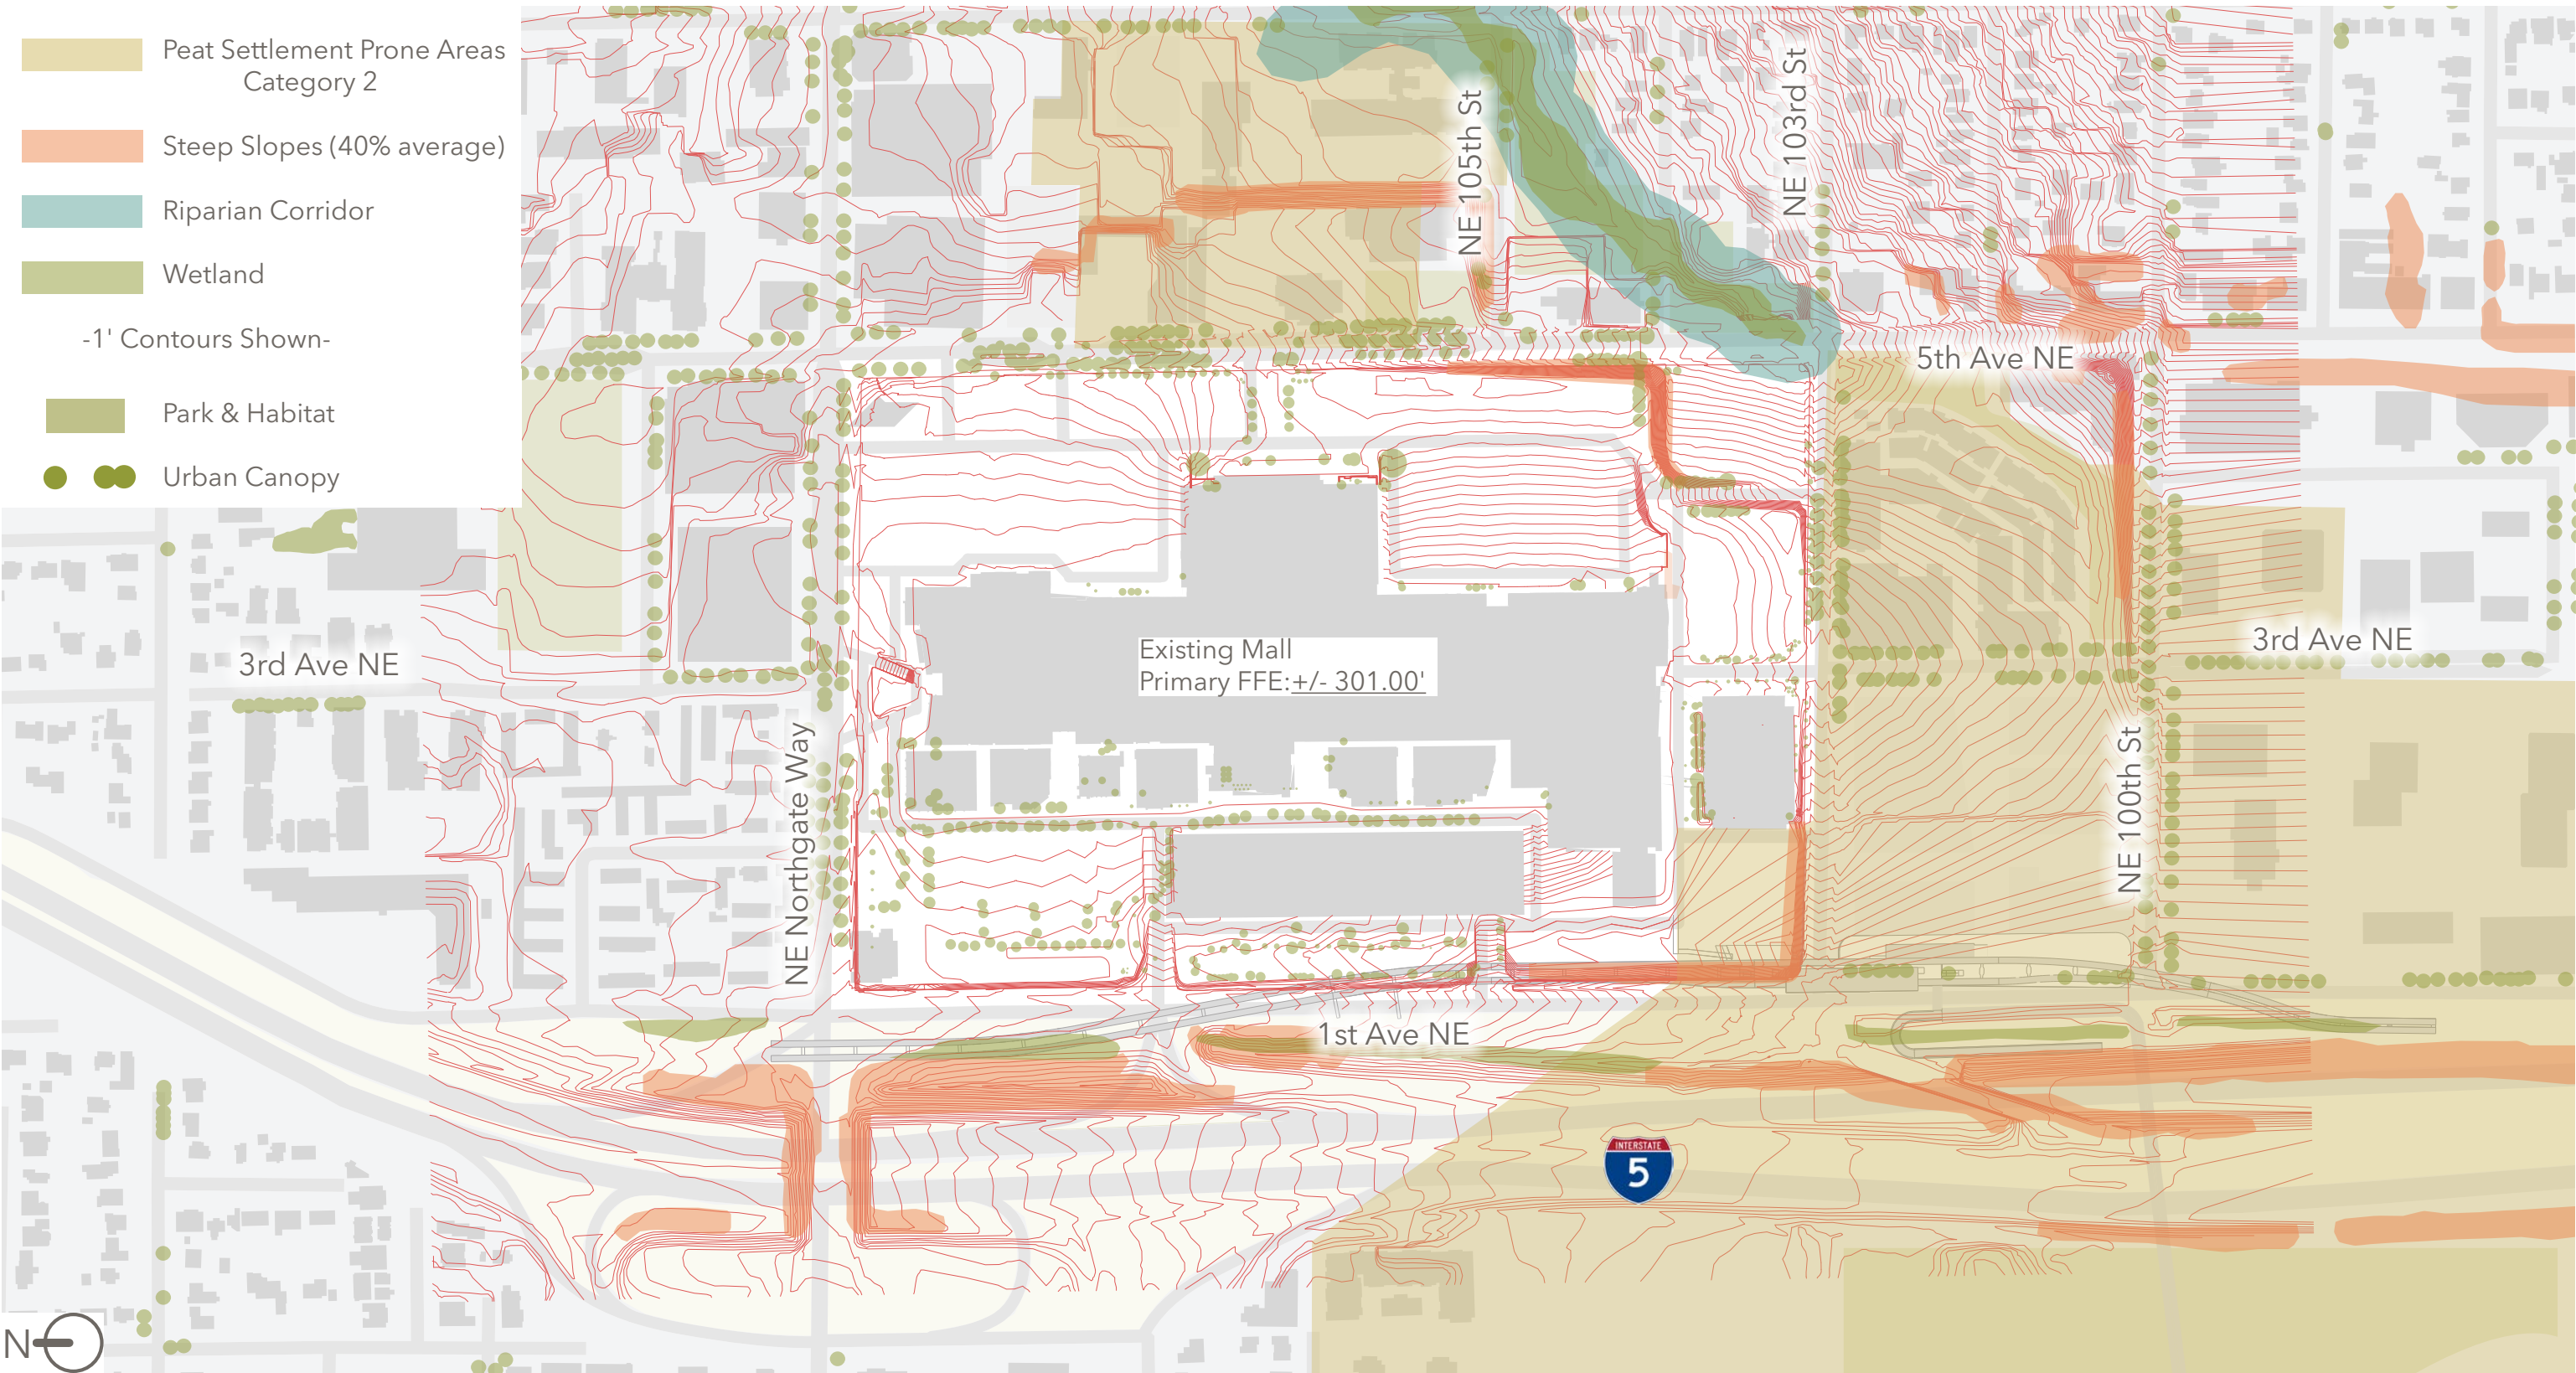 Peat Settlement Prone Areas
Category 2
Steep Slopes (40% average)
Riparian Corridor
Wetland
-1' Contours Shown-
Park & Habitat
Urban Canopy
NE 105th St
NE 103rd St
5th Ave NE
3rd Ave NE
Existing Mall
Primary FFE:+/- 301.00'
3rd Ave NE
NE Northgate Way
NE 100th St
1st Ave NE
INTERSTATE
5
N